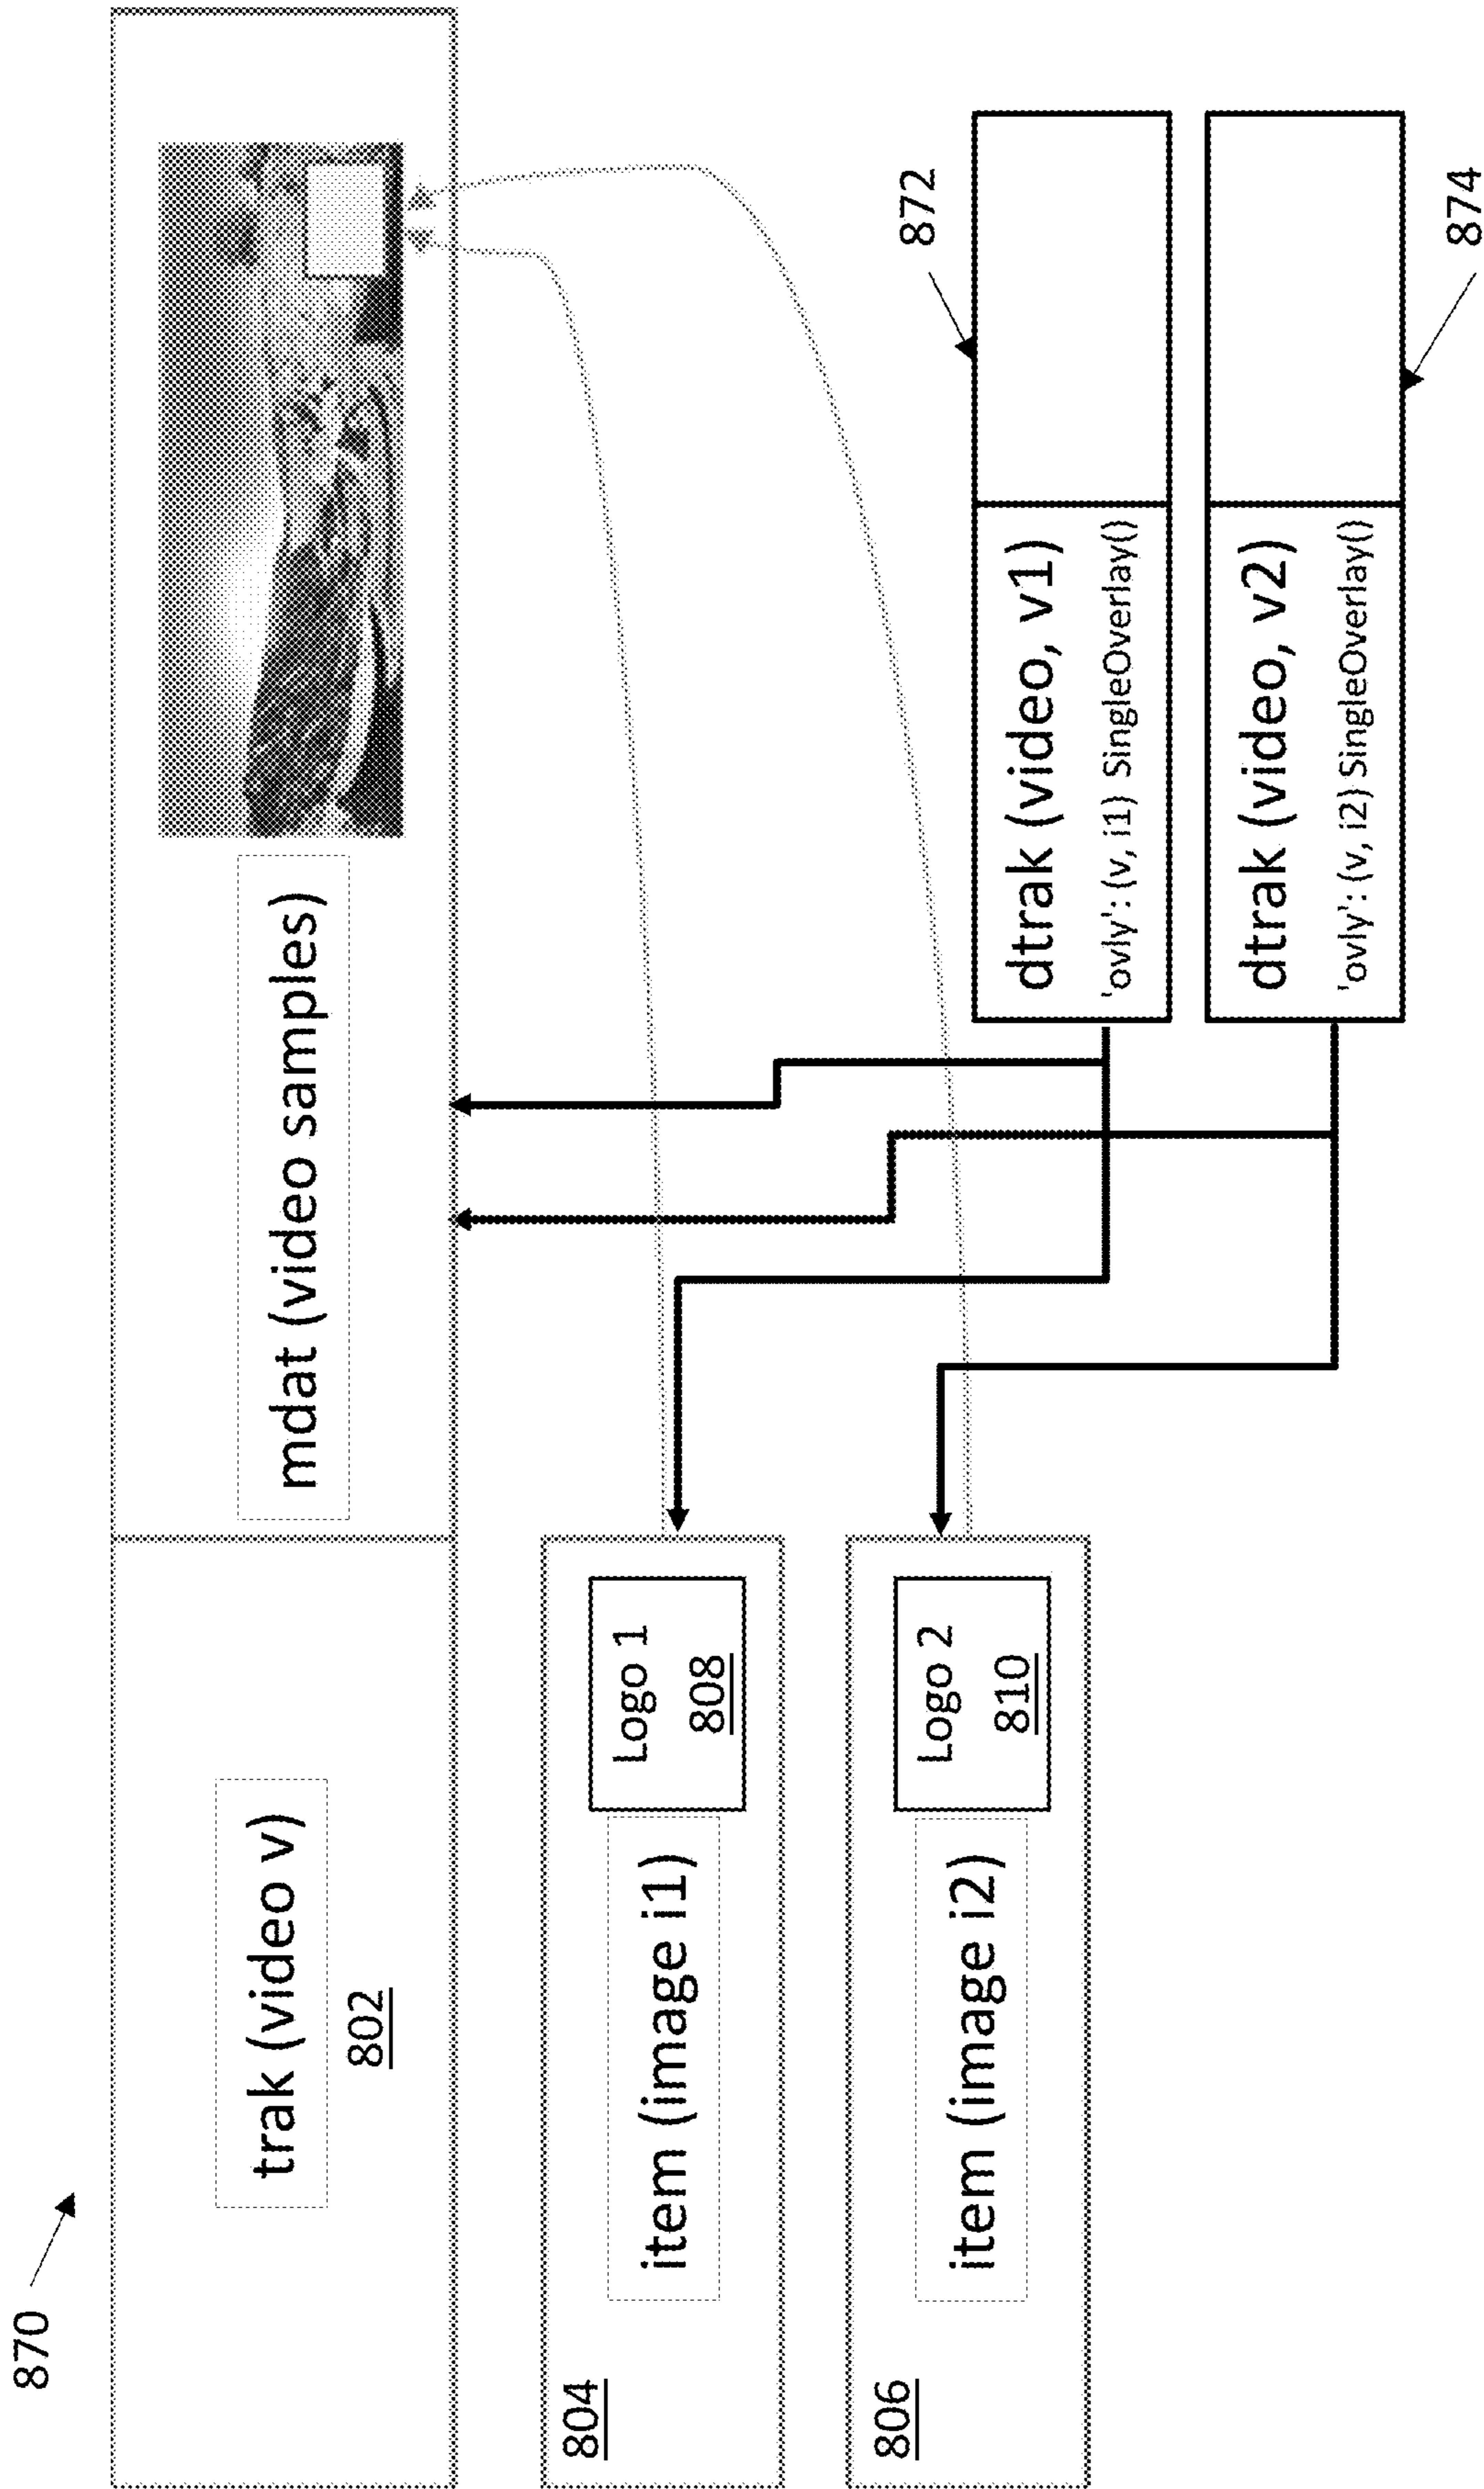 870
trak (video v)
802
mdat (video samples)
804
item (image i1)
Logo 1
808
806
item (image i2)
Logo 2
810
872
dtrak (video, v1)
'ovly': (v, i1) SingleOverlay()
dtrak (video, v2)
'ovly': (v, i2) SingleOverlay()
874